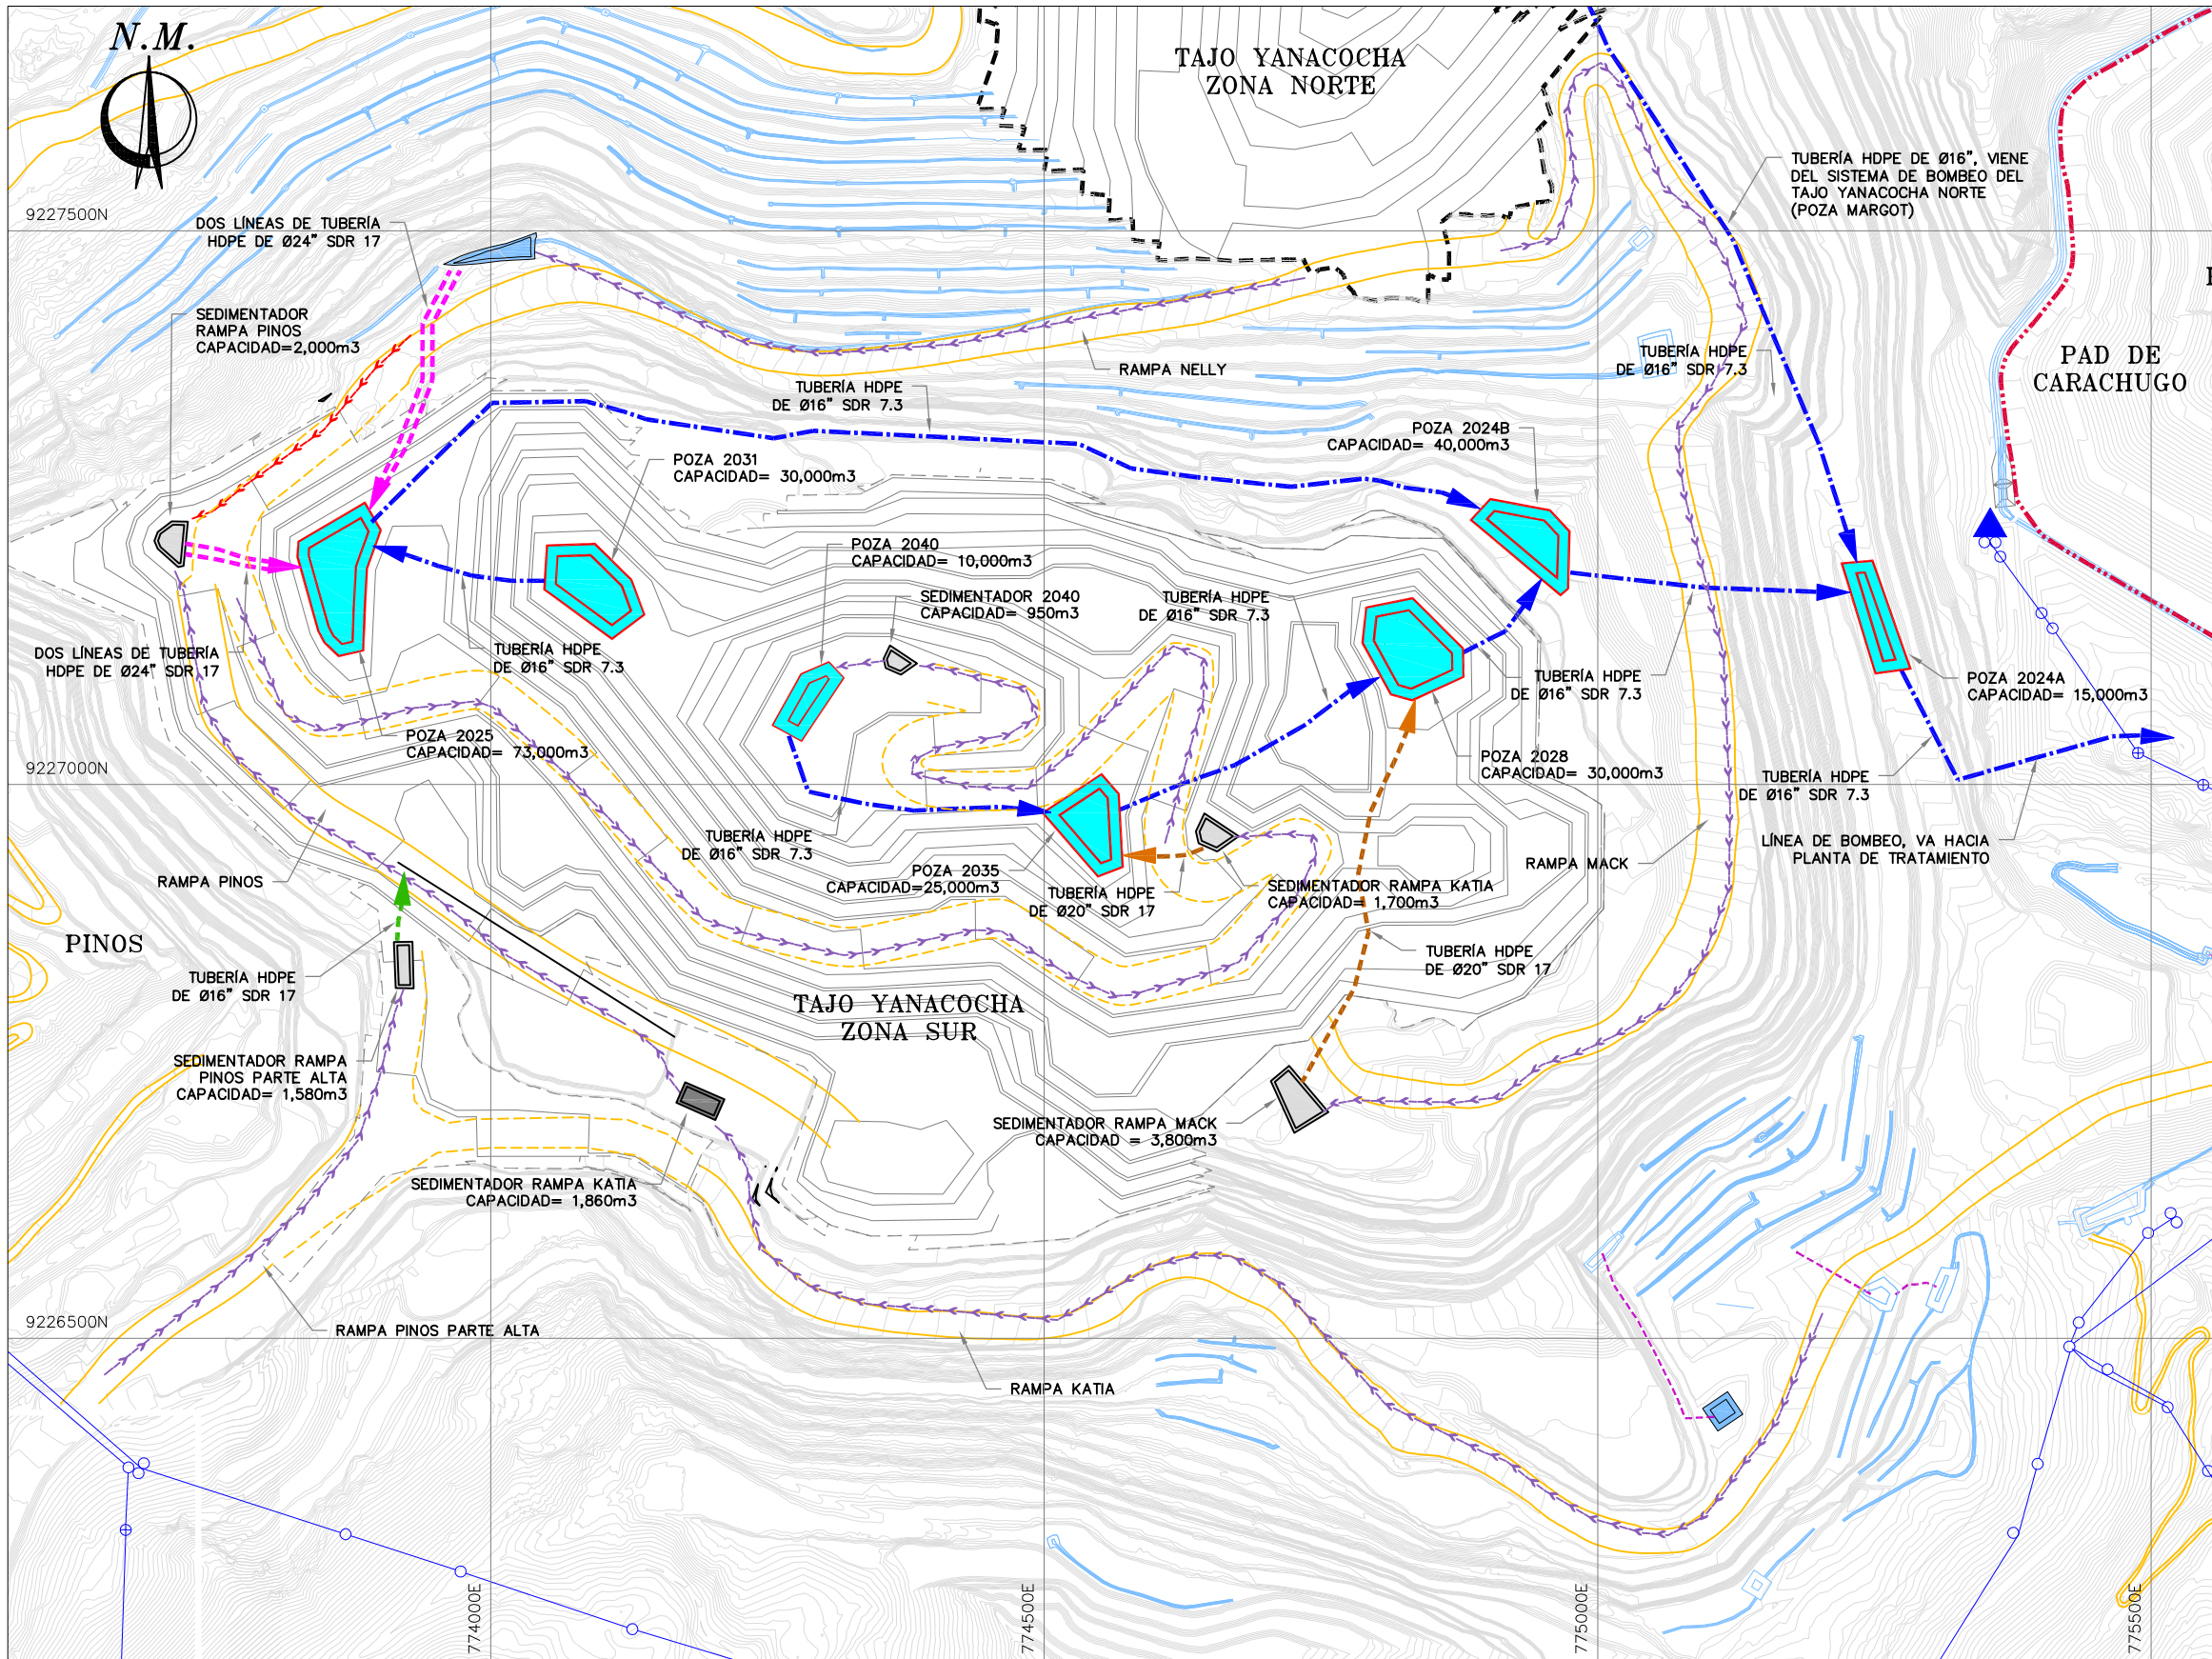 N.M.
TAJO YANACOCHA
ZONA NORTE
TUBERÍA HDPE DE Ø16", VIENE
DEL SISTEMA DE BOMBEO DEL
TAJO YANACOCHA NORTE
(POZA MARGOT)
9227500N
DOS LÍNEAS DE TUBERÍA
HDPE DE Ø24" SDR 17
SEDIMENTADOR
RAMPA PINOS
CAPACIDAD=2,000m3
RAMPA NELLY
TUBERÍA HDPE
DE Ø16" SDR 7.3
TUBERÍA HDPE
DE Ø16" SDR 7.3
PAD DE
CARACHUGO
POZA 2024B
CAPACIDAD= 40,000m3
POZA 2031
CAPACIDAD= 30,000m3
POZA 2040
CAPACIDAD= 10,000m3
SEDIMENTADOR 2040
CAPACIDAD= 950m3
TUBERÍA HDPE
DE Ø16" SDR 7.3
DOS LÍNEAS DE TUBERÍA
HDPE DE Ø24" SDR 17
TUBERÍA HDPE
DE Ø16" SDR 7.3
TUBERÍA HDPE
DE Ø16" SDR 7.3
POZA 2024A
CAPACIDAD= 15,000m3
POZA 2025
CAPACIDAD= 73,000m3
POZA 2028
CAPACIDAD= 30,000m3
9227000N
TUBERÍA HDPE
DE Ø16" SDR 7.3
TUBERÍA HDPE
DE Ø16" SDR 7.3
LÍNEA DE BOMBEO, VA HACIA
PLANTA DE TRATAMIENTO
RAMPA MACK
POZA 2035
CAPACIDAD=25,000m3
TUBERÍA HDPE
DE Ø20" SDR 17
SEDIMENTADOR RAMPA KATIA
CAPACIDAD= 1,700m3
RAMPA PINOS
PINOS
TUBERÍA HDPE
DE Ø20" SDR 17
TUBERÍA HDPE
DE Ø16" SDR 17
TAJO YANACOCHA
ZONA SUR
SEDIMENTADOR RAMPA
PINOS PARTE ALTA
CAPACIDAD= 1,580m3
SEDIMENTADOR RAMPA MACK
CAPACIDAD = 3,800m3
SEDIMENTADOR RAMPA KATIA
CAPACIDAD= 1,860m3
9226500N
RAMPA PINOS PARTE ALTA
RAMPA KATIA
774000E
774500E
775000E
775500E